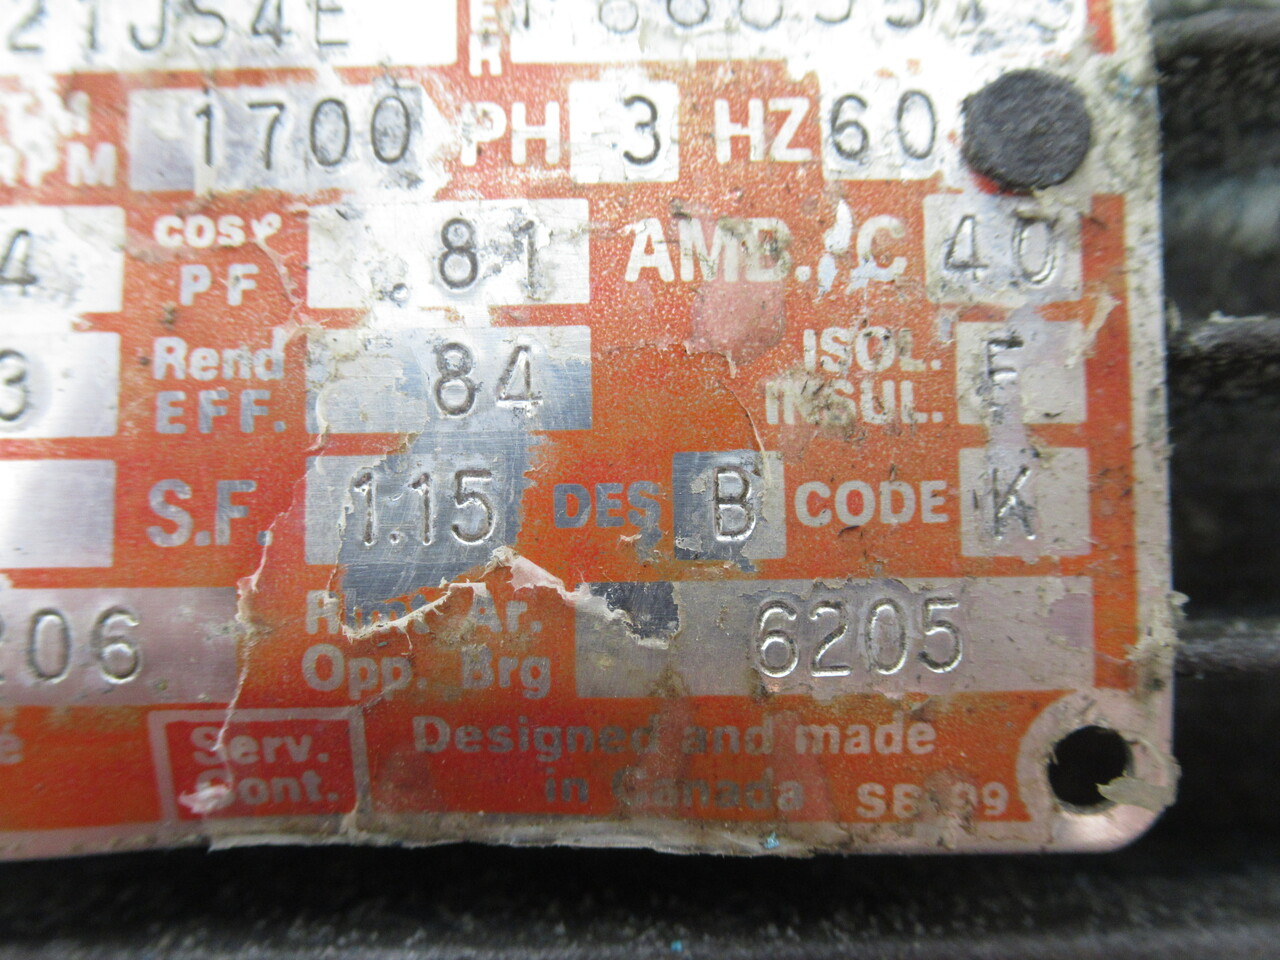 21JS4E
RPM 1700 PH 3 HZ 60
4 cosφ PF .81 AMB. °C 40
3 Rend EFF. 84 ISOL. INSUL. F
S.F. 1.15 DES B CODE K
206 Opp. Brg 6205
Serv. Cont. Designed and made
in Canada